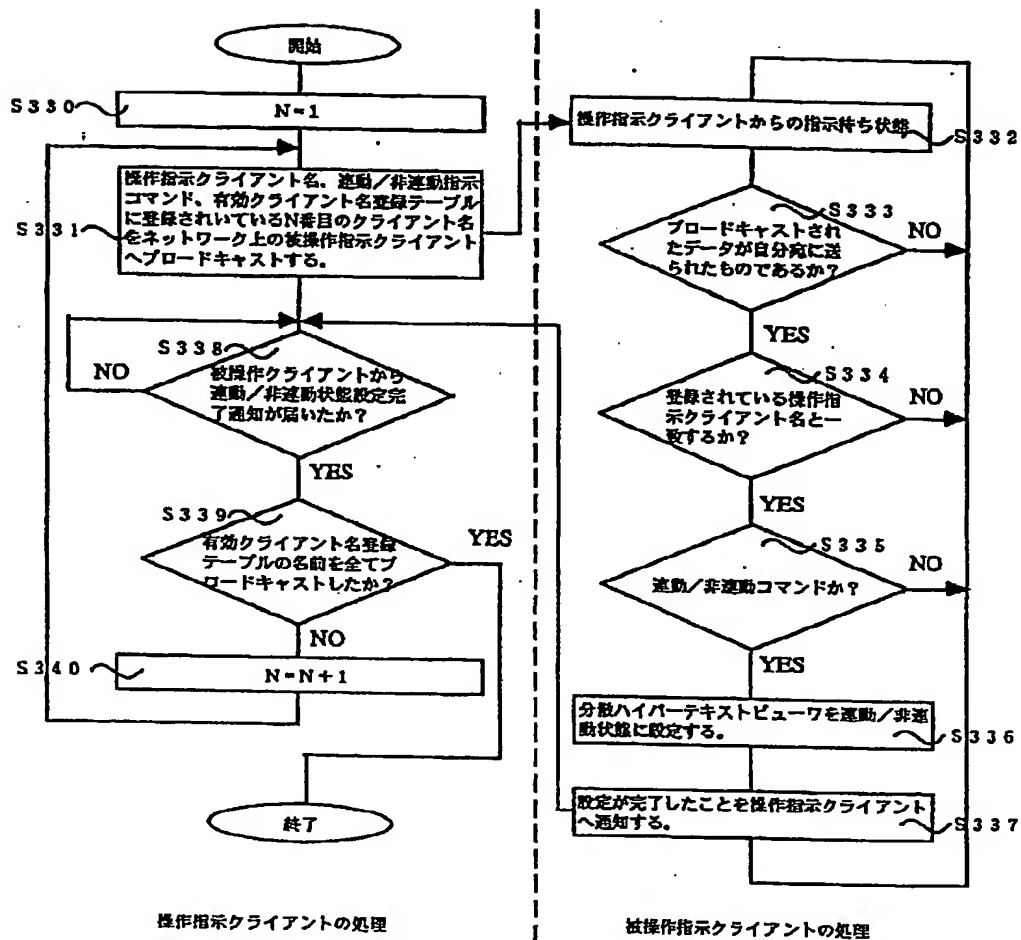 開始
S330
N=1
S331
操作指示クライアント名、連動／非連動指示
コマンド、有効クライアント名登録テーブル
に登録されいているN番目のクライアント名
をネットワーク上の被操作指示クライアント
へブロードキャストする。
S338
NO
被操作クライアントから
連動／非連動状態設定完
了通知が届いたか？
YES
S339
有効クライアント名登録
テーブルの名前を全てブ
ロードキャストしたか？
YES
NO
S340
N=N+1
終了
操作指示クライアントの処理
操作指示クライアントからの指示待ち状態
S332
S333
ブロードキャストされ
たデータが自分宛に送
られたものであるか？
NO
YES
S334
登録されている操作指
示クライアント名と一
致するか？
NO
YES
S335
連動／非連動コマンドか？
NO
YES
分散ハイパーテキストビューワを連動／非連
動状態に設定する。
S336
設定が完了したことを操作指示クライアント
へ通知する。
S337
被操作指示クライアントの処理